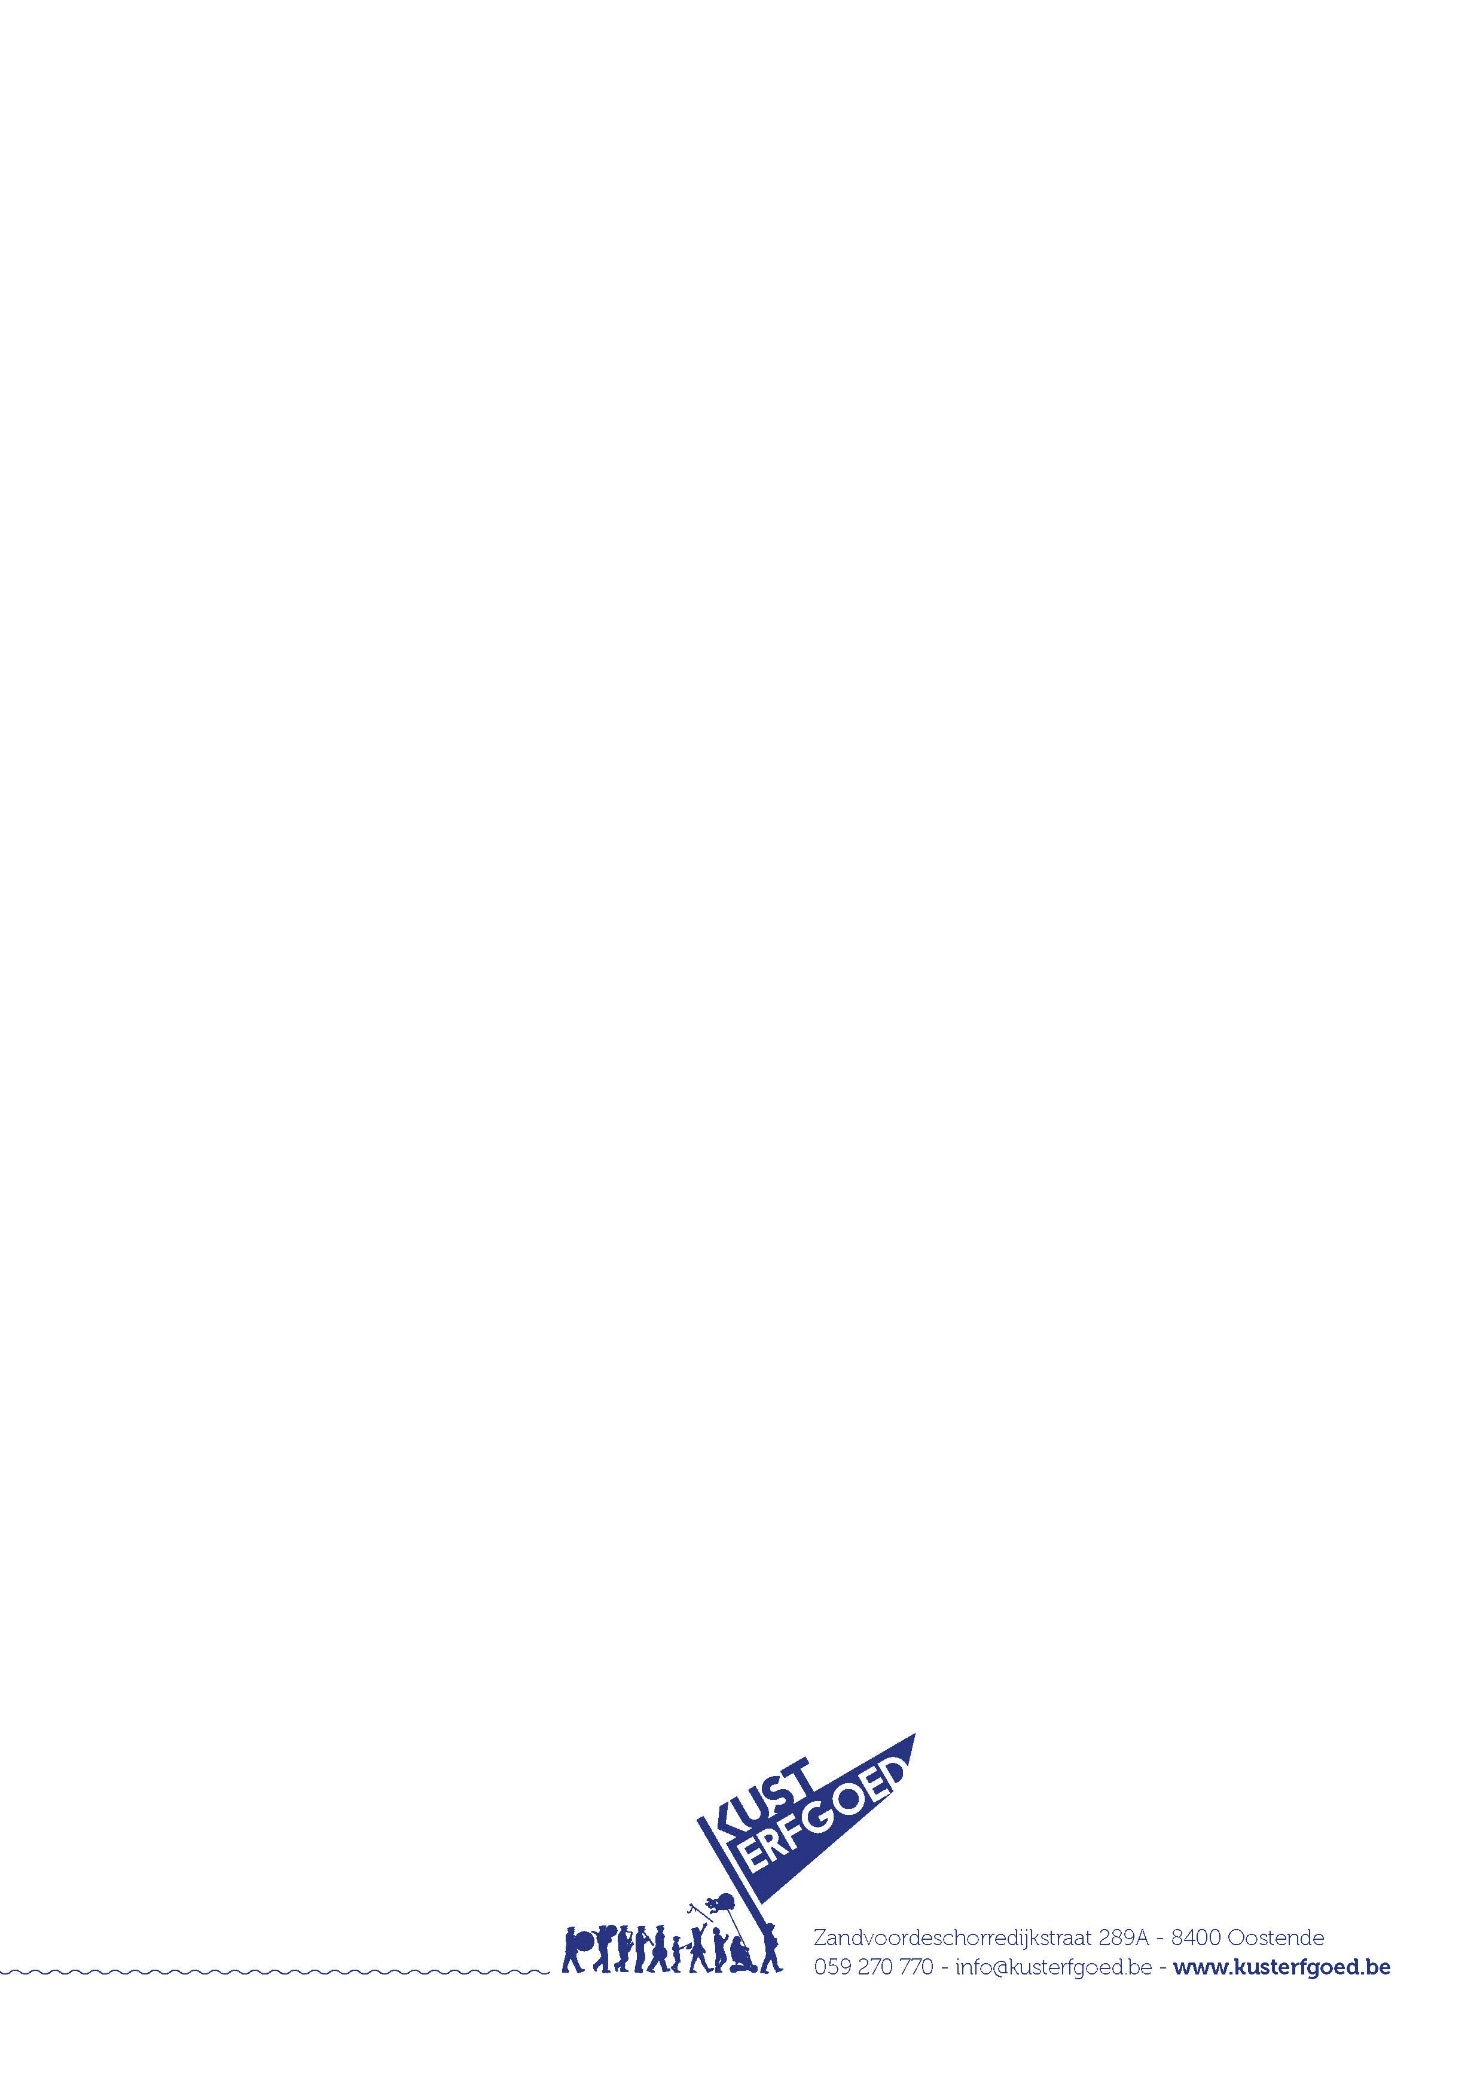 KUST
ERFGOED
Zandvoordeschorredijkstraat 289A - 8400 Oostende
059 270 770 - info@kusterfgoed.be - www.kusterfgoed.be